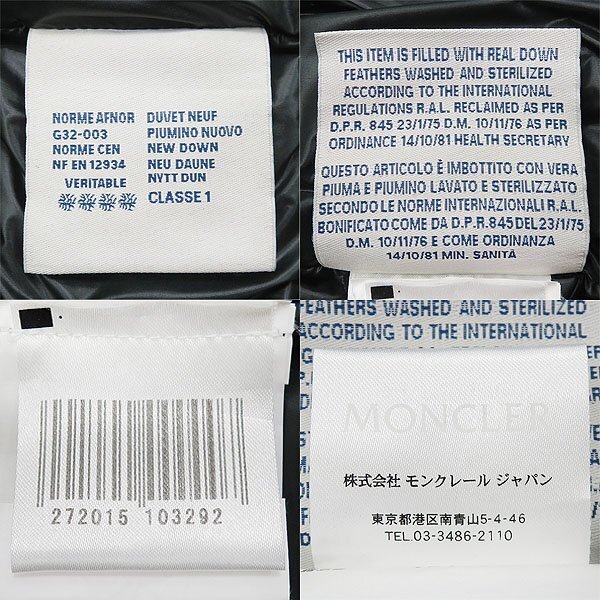 NORME AFNOR DUVET NEUF
G32-003 PIUMINO NUOVO
NORME CEN NEW DOWN
NF EN 12934 NEU DAUNE
VERITABLE NYTT DUN
CLASSE 1
THIS ITEM IS FILLED WITH REAL DOWN
FEATHERS WASHED AND STERILIZED
ACCORDING TO THE INTERNATIONAL
REGULATIONS R.A.L. RECLAIMED AS PER
D.P.R. 845 23/1/75 D.M. 10/11/76 AS PER
ORDINANCE 14/10/81 HEALTH SECRETARY
QUESTO ARTICOLO È IMBOTTITO CON VERA
PIUMA E PIUMINO LAVATO E STERILIZZATO
SECONDO LE NORME INTERNAZIONALI R.A.L.
BONIFICATO COME DA D.P.R. 845 DEL 23/1/75
D.M. 10/11/76 E COME ORDINANZA
14/10/81 MIN. SANITÀ
272015 103292
FEATHERS WASHED AND STERILIZED
ACCORDING TO THE INTERNATIONAL
MONCLER
株式会社 モンクレール ジャパン
東京都港区南青山5-4-46
TEL.03-3486-2110